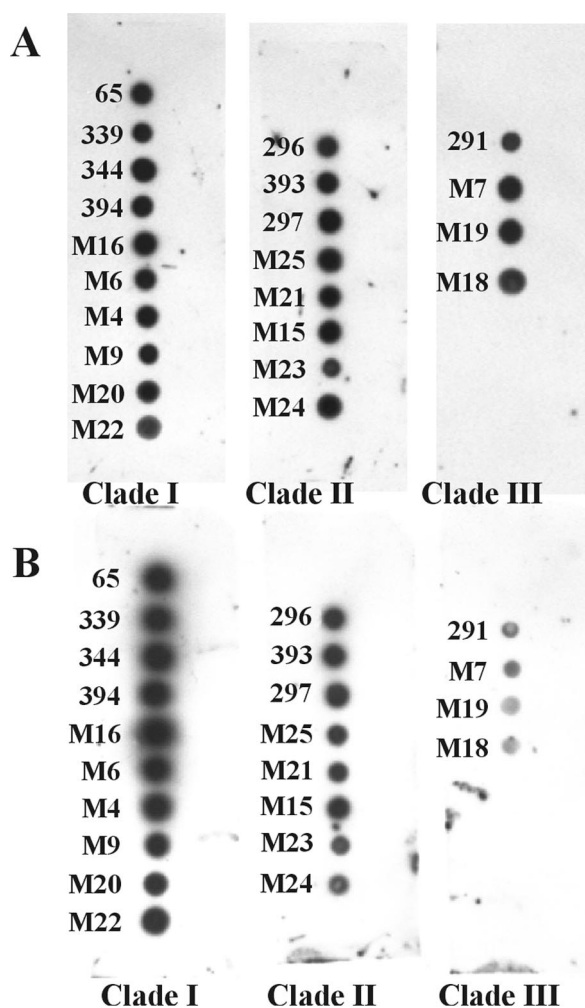 A
65
339
344
394
M16
M6
M4
M9
M20
M22
Clade I
296
393
297
M25
M21
M15
M23
M24
Clade II
291
M7
M19
M18
Clade III
B
65
339
344
394
M16
M6
M4
M9
M20
M22
Clade I
296
393
297
M25
M21
M15
M23
M24
Clade II
291
M7
M19
M18
Clade III